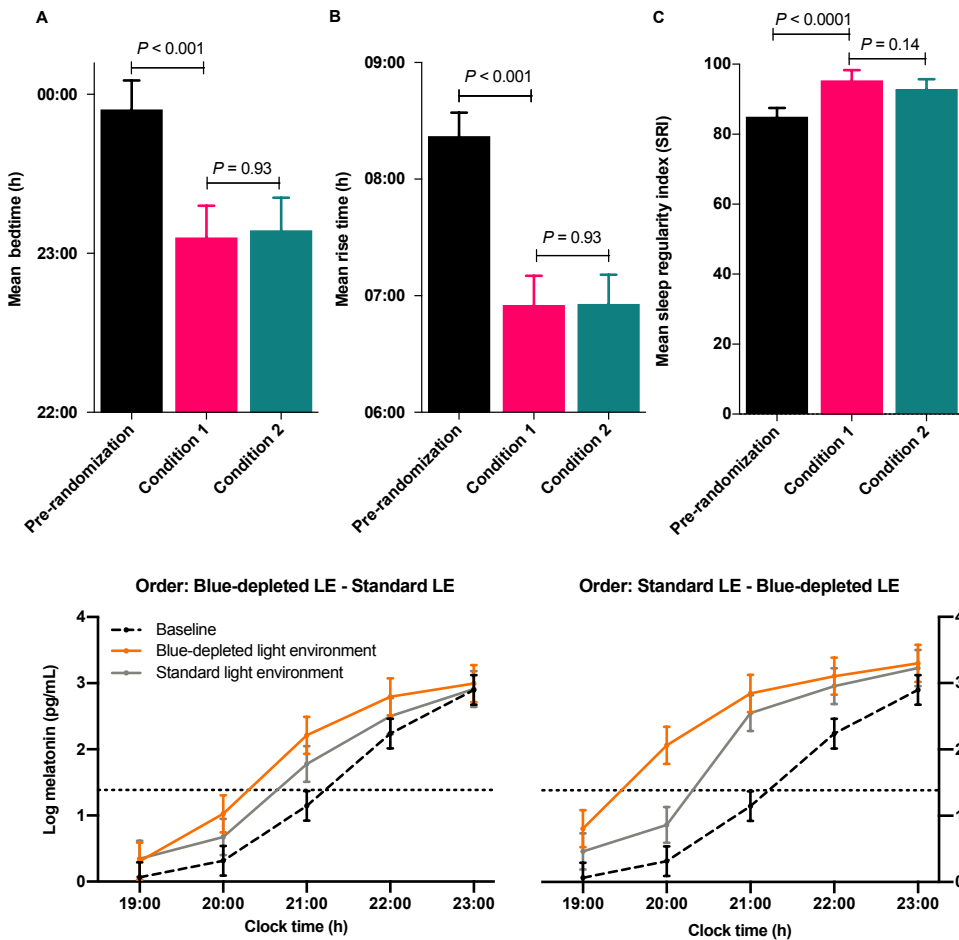 A
P < 0.001
P = 0.93
00:00
23:00
22:00
Mean bedtime (h)
Pre-randomization
Condition 1
Condition 2
B
P < 0.001
P = 0.93
09:00
08:00
07:00
06:00
Mean rise time (h)
Pre-randomization
Condition 1
Condition 2
C
P < 0.0001
P = 0.14
100
80
60
40
20
0
Mean sleep regularity index (SRI)
Pre-randomization
Condition 1
Condition 2
Order: Blue-depleted LE - Standard LE
Baseline
Blue-depleted light environment
Standard light environment
4
3
2
1
0
Log melatonin (pg/mL)
19:00 20:00 21:00 22:00 23:00
Clock time (h)
Order: Standard LE - Blue-depleted LE
4
3
2
1
0
19:00 20:00 21:00 22:00 23:00
Clock time (h)